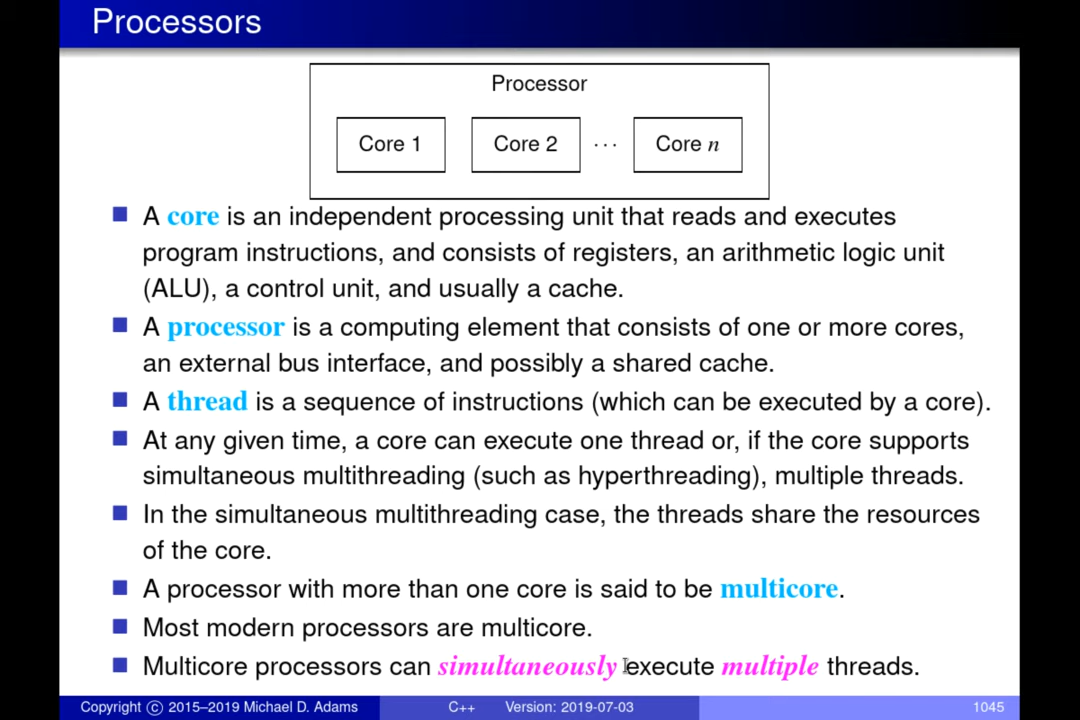 Processors
Processor
Core 1 Core 2 ··· Core n
■ A core is an independent processing unit that reads and executes
program instructions, and consists of registers, an arithmetic logic unit
(ALU), a control unit, and usually a cache.
■ A processor is a computing element that consists of one or more cores,
an external bus interface, and possibly a shared cache.
■ A thread is a sequence of instructions (which can be executed by a core).
■ At any given time, a core can execute one thread or, if the core supports
simultaneous multithreading (such as hyperthreading), multiple threads.
■ In the simultaneous multithreading case, the threads share the resources
of the core.
■ A processor with more than one core is said to be multicore.
■ Most modern processors are multicore.
■ Multicore processors can simultaneously execute multiple threads.
Copyright © 2015–2019 Michael D. Adams C++ Version: 2019-07-03 1045